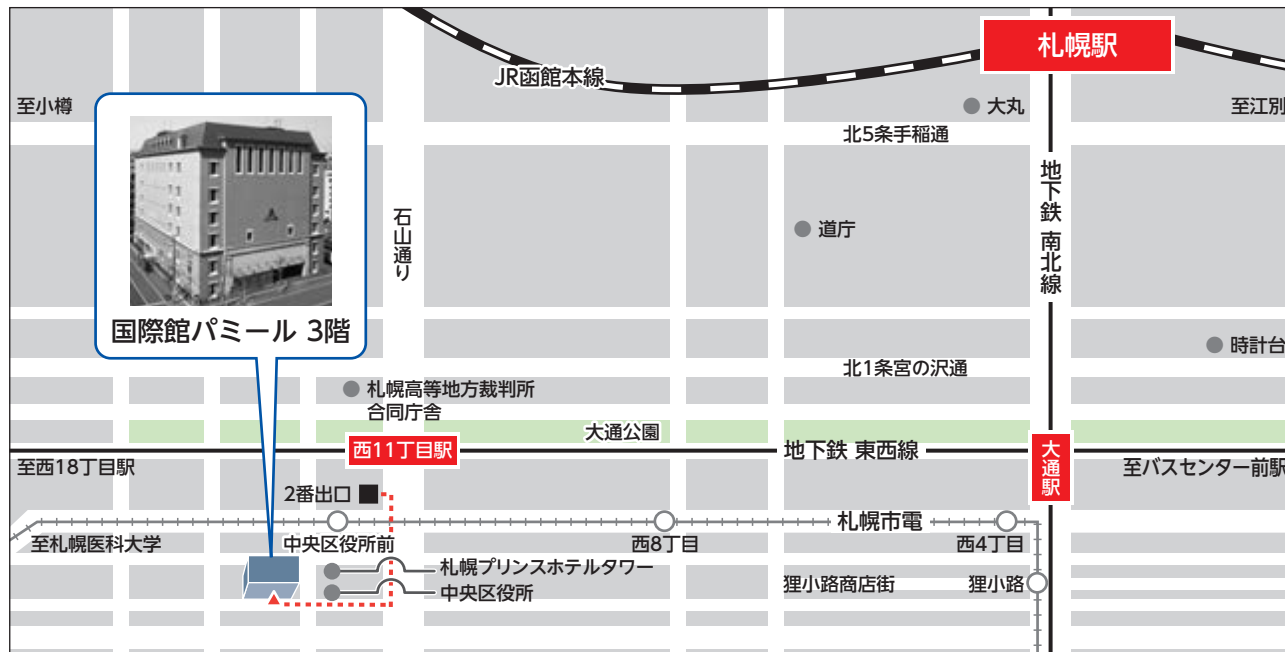 札幌駅
JR函館本線
至小樽
大丸
至江別
北5条手稲通
地下鉄 南北線
石山通り
道庁
国際館パミール 3階
時計台
北1条宮の沢通
札幌高等地方裁判所
合同庁舎
大通公園
西11丁目駅
地下鉄 東西線
大通駅
至西18丁目駅
至バスセンター前駅
2番出口
札幌市電
至札幌医科大学
中央区役所前
西8丁目
西4丁目
札幌プリンスホテルタワー
中央区役所
狸小路商店街
狸小路